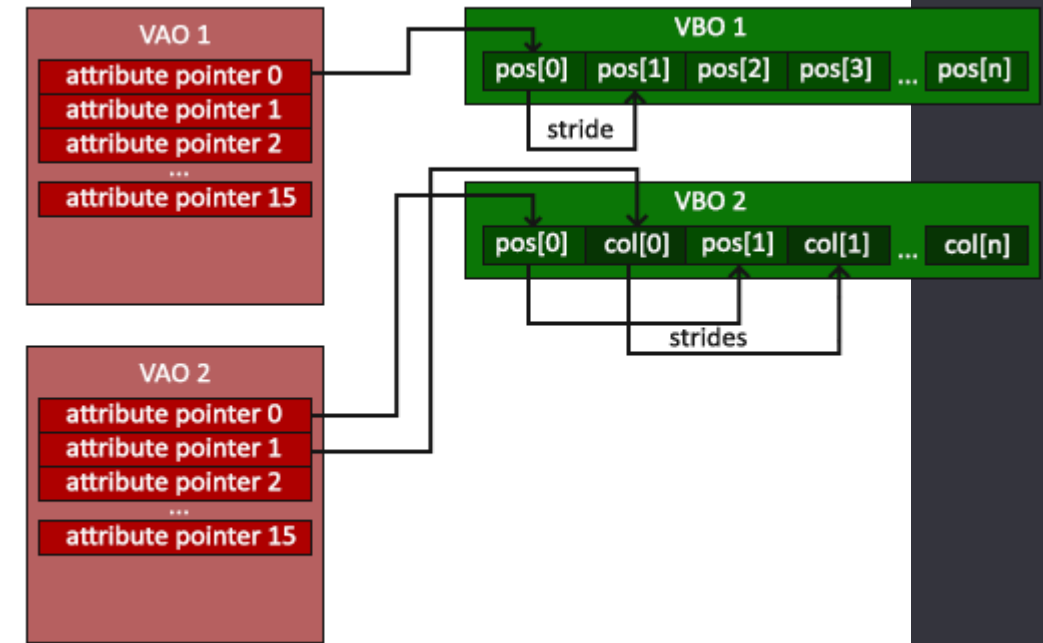 VAO 1
attribute pointer 0
attribute pointer 1
attribute pointer 2
...
attribute pointer 15
VBO 1
pos[0] pos[1] pos[2] pos[3] ... pos[n]
stride
VBO 2
pos[0] col[0] pos[1] col[1] ... col[n]
strides
VAO 2
attribute pointer 0
attribute pointer 1
attribute pointer 2
...
attribute pointer 15